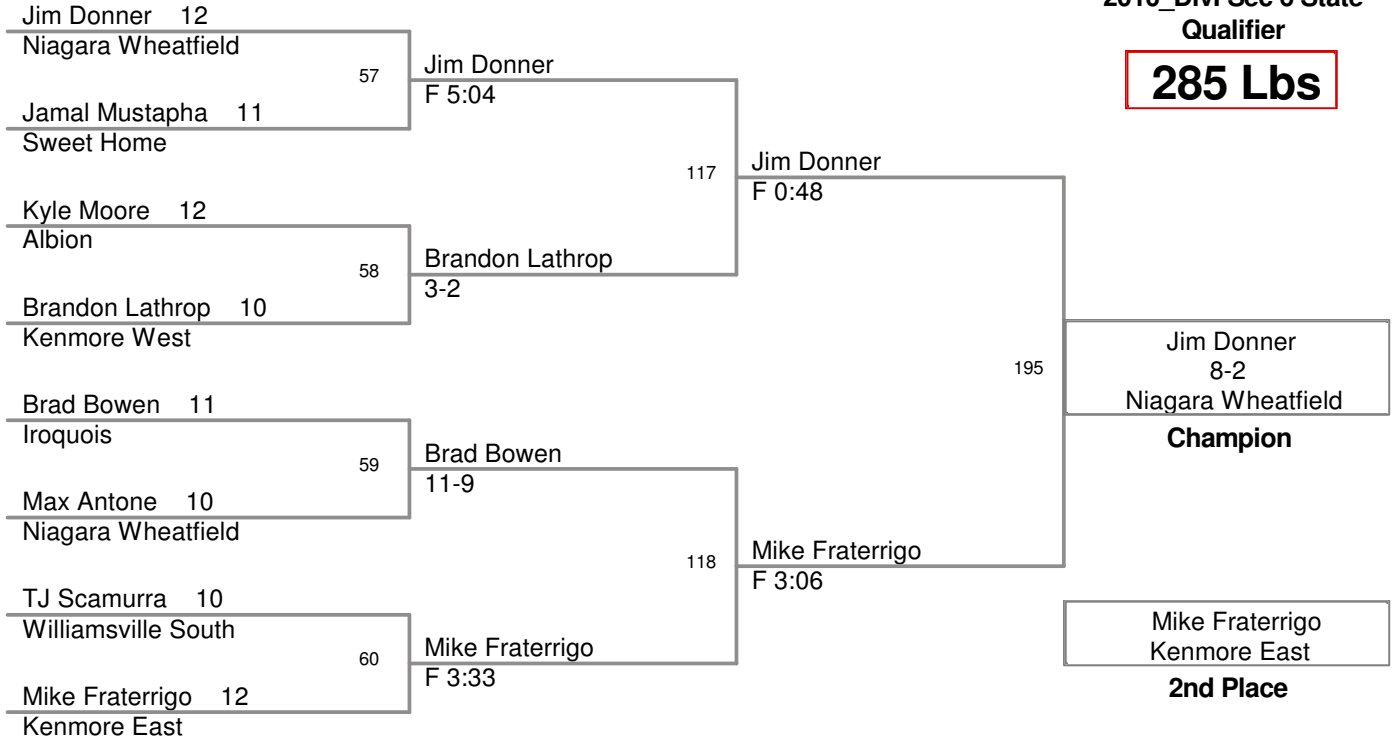 2010_DivI Sec 6 State
Qualifier
285 Lbs
Jim Donner 12
Niagara Wheatfield
57
Jamal Mustapha 11
Sweet Home
Jim Donner
F 5:04
Kyle Moore 12
Albion
58
Brandon Lathrop 10
Kenmore West
Brandon Lathrop
3-2
117
Jim Donner
F 0:48
Brad Bowen 11
Iroquois
59
Max Antone 10
Niagara Wheatfield
Brad Bowen
11-9
TJ Scamurra 10
Williamsville South
60
Mike Fraterrigo 12
Kenmore East
Mike Fraterrigo
F 3:33
118
Mike Fraterrigo
F 3:06
195
Jim Donner
8-2
Niagara Wheatfield
Champion
Mike Fraterrigo
Kenmore East
2nd Place